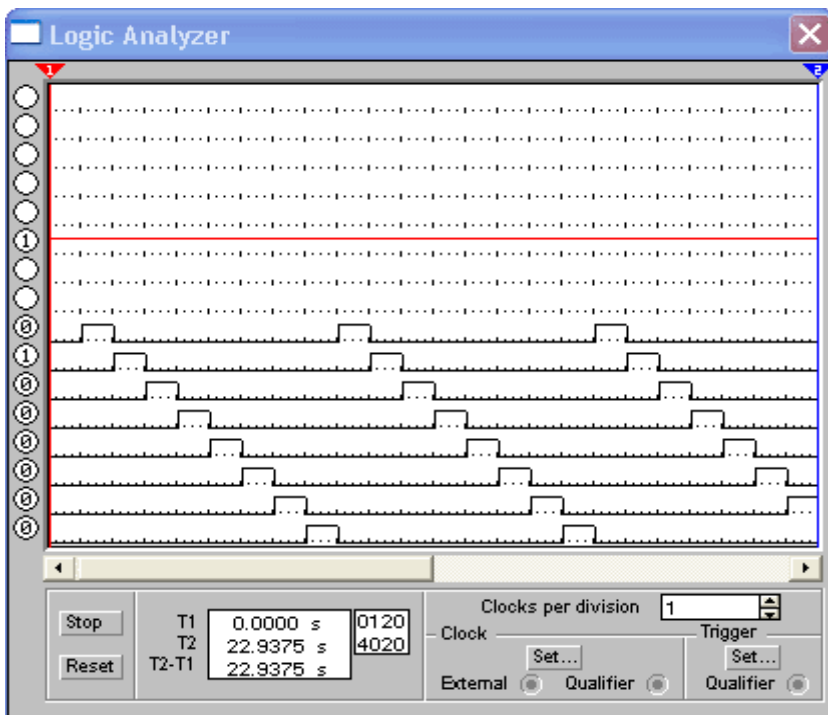 Logic Analyzer
1 2
1
0
1
0
0
0
0
0
0
Clocks per division 1
Stop T1 0.0000 s 0120
T2 22.9375 s 4020
Reset T2-T1 22.9375 s
Clock Trigger
Set... Set...
External Qualifier Qualifier